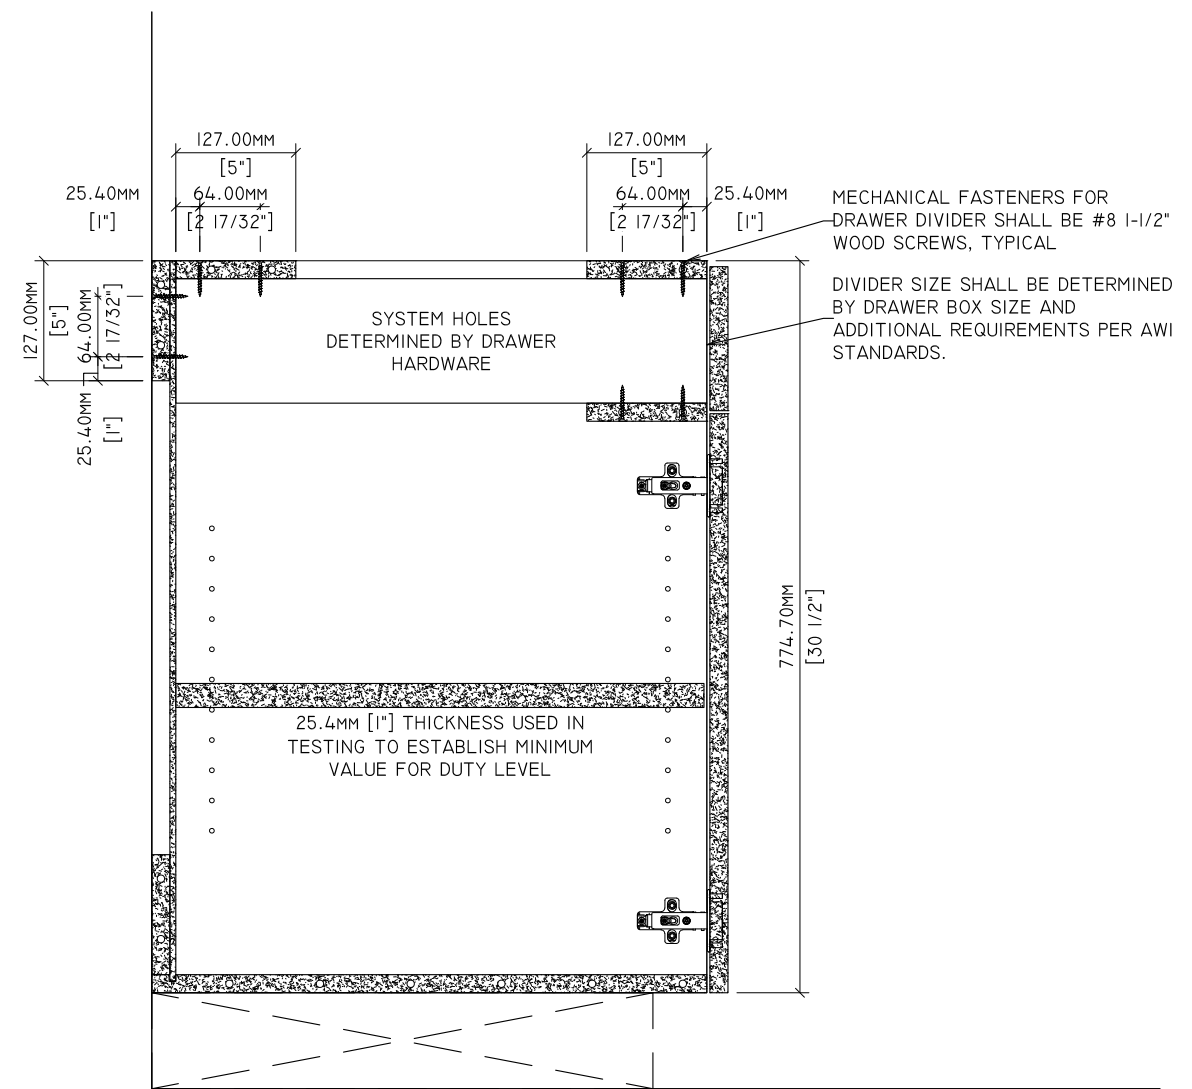 127.00MM
[5"]
127.00MM
[5"]
25.40MM
[1"]
64.00MM
[2 17/32"]
64.00MM
[2 17/32"]
25.40MM
[1"]
MECHANICAL FASTENERS FOR
DRAWER DIVIDER SHALL BE #8 1-1/2"
WOOD SCREWS, TYPICAL
DIVIDER SIZE SHALL BE DETERMINED
BY DRAWER BOX SIZE AND
ADDITIONAL REQUIREMENTS PER AWI
STANDARDS.
127.00MM
[5"]
64.00MM
[2 17/32"]
25.40MM
[1"]
SYSTEM HOLES
DETERMINED BY DRAWER
HARDWARE
774.70MM
[30 1/2"]
25.4MM [1"] THICKNESS USED IN
TESTING TO ESTABLISH MINIMUM
VALUE FOR DUTY LEVEL